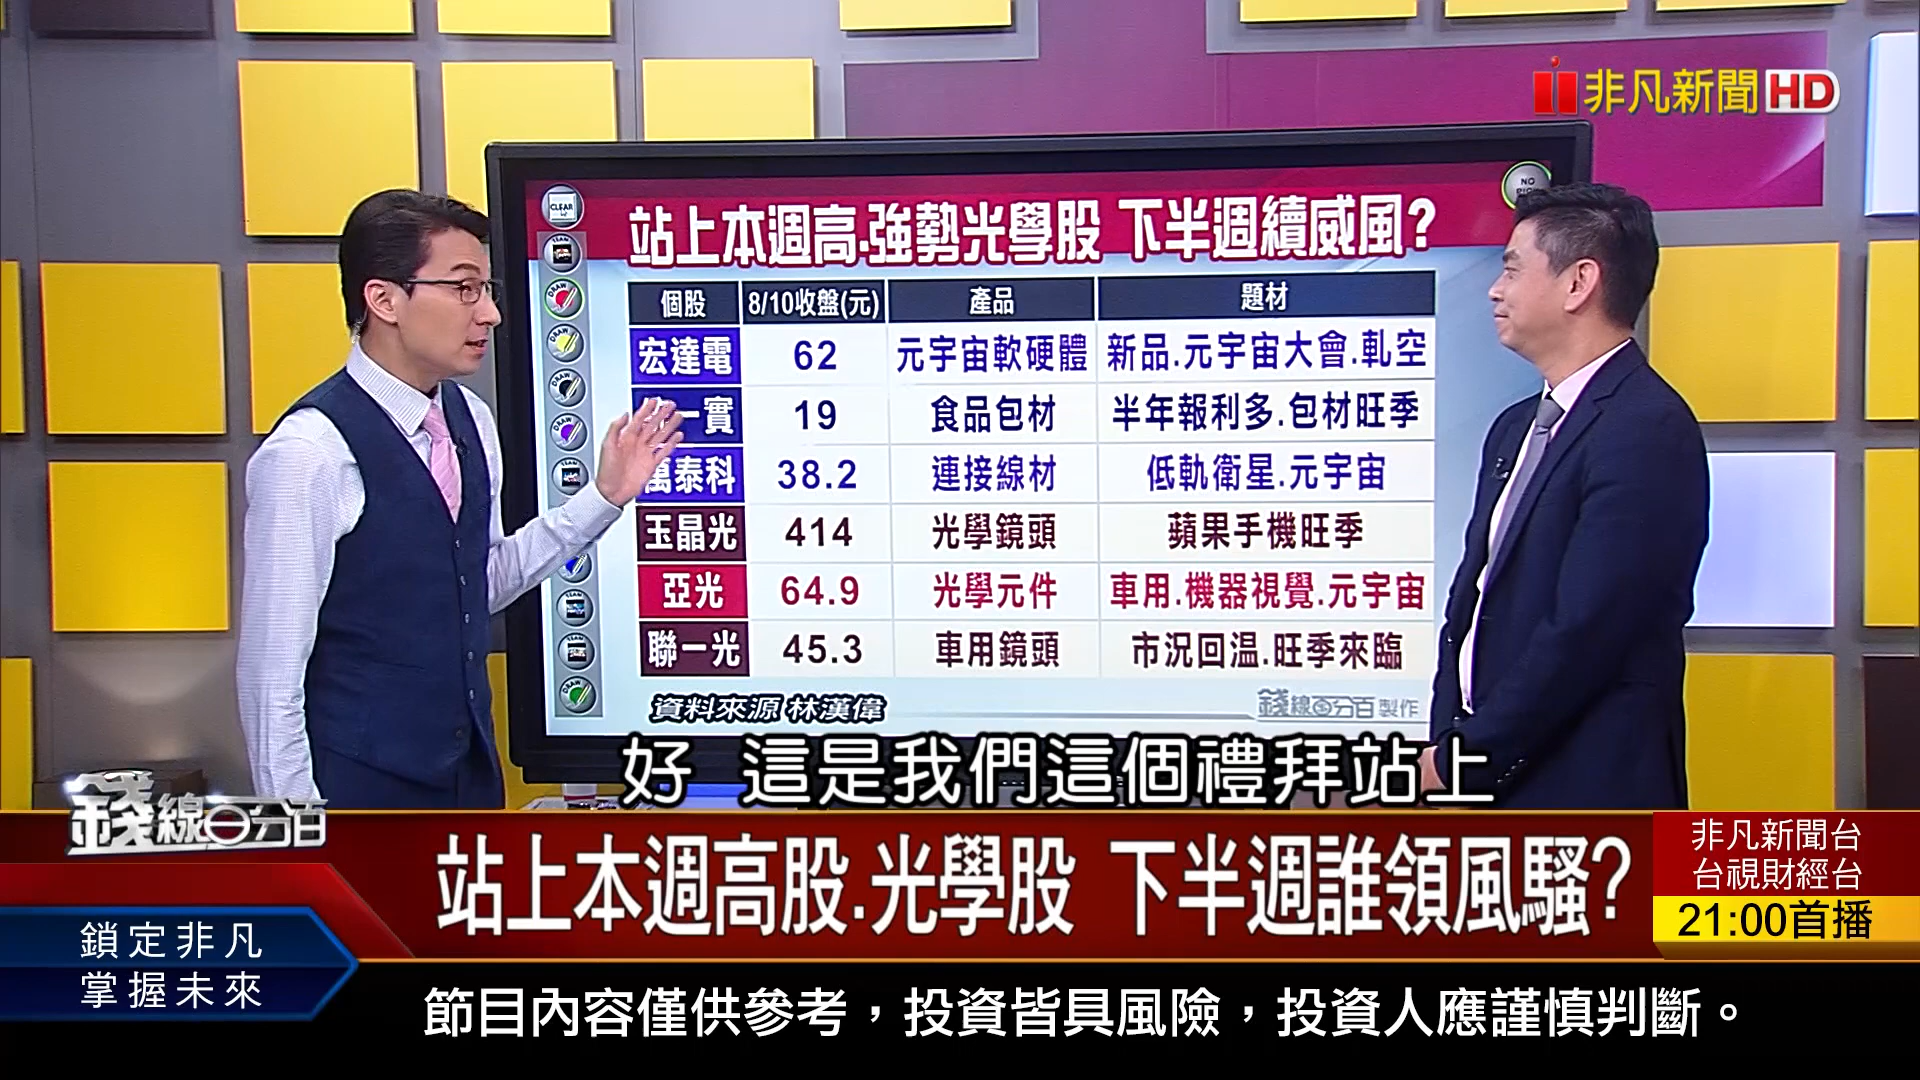 非凡新聞HD
CLEAR
NO
站上本週高.強勢光學股 下半週續威風?
個股 8/10收盤(元) 產品 題材
宏達電 62 元宇宙軟硬體 新品.元宇宙大會.軋空
一實 19 食品包材 半年報利多.包材旺季
萬泰科 38.2 連接線材 低軌衛星.元宇宙
玉晶光 414 光學鏡頭 蘋果手機旺季
亞光 64.9 光學元件 車用.機器視覺.元宇宙
聯一光 45.3 車用鏡頭 市況回溫.旺季來臨
資料來源 林漢偉
錢線百分百 製作
好 這是我們這個禮拜站上
錢線百分百
站上本週高股.光學股 下半週誰領風騷?
非凡新聞台
台視財經台
21:00首播
鎖定非凡
掌握未來
節目內容僅供參考，投資皆具風險，投資人應謹慎判斷。